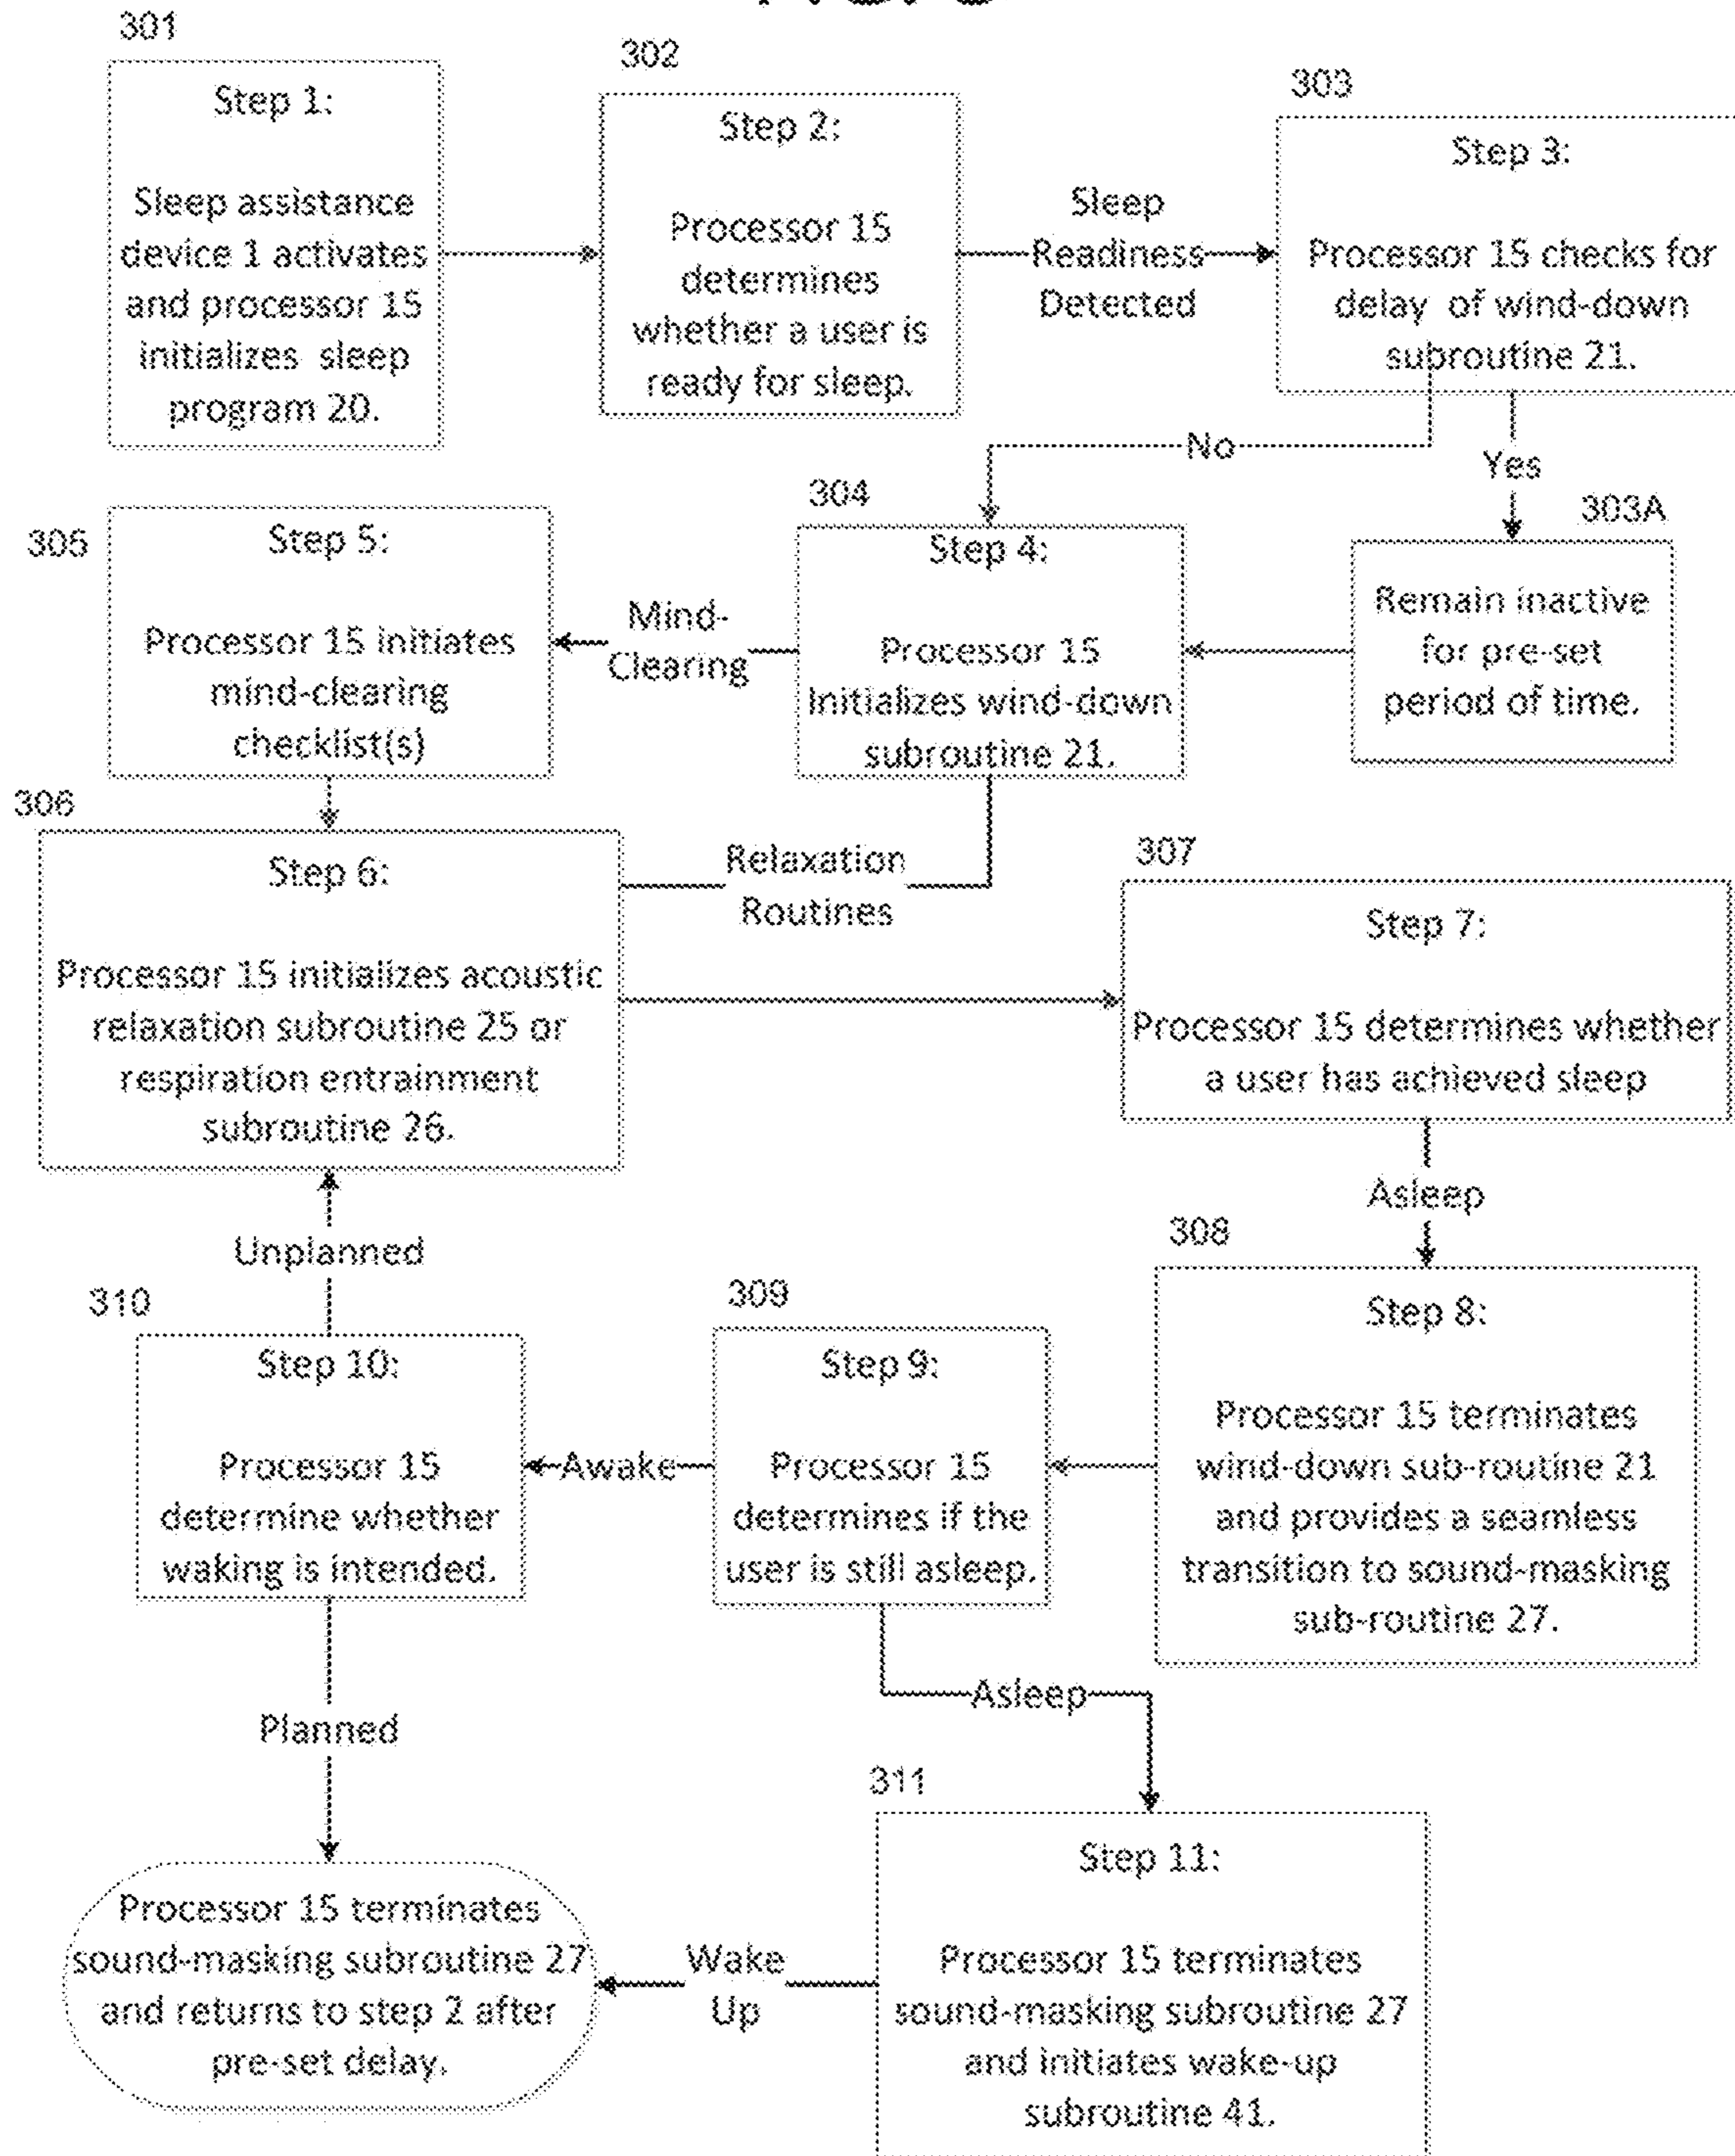 301
Step 1:
Sleep assistance
device 1 activates
and processor 15
initializes sleep
program 20.
302
Step 2:
Processor 15
determines
whether a user is
ready for sleep.
Sleep
Readiness
Detected
303
Step 3:
Processor 15 checks for
delay of wind-down
subroutine 21.
No
Yes
303A
Remain inactive
for pre-set
period of time.
304
Step 4:
Processor 15
Initializes wind-down
subroutine 21.
Mind-
Clearing
305
Step 5:
Processor 15 initiates
mind-clearing
checklist(s)
306
Step 6:
Processor 15 initializes acoustic
relaxation subroutine 25 or
respiration entrainment
subroutine 26.
Relaxation
Routines
307
Step 7:
Processor 15 determines whether
a user has achieved sleep
Asleep
308
Step 8:
Processor 15 terminates
wind-down sub-routine 21
and provides a seamless
transition to sound-masking
sub-routine 27.
309
Step 9:
Processor 15
determines if the
user is still asleep.
Awake
310
Step 10:
Processor 15
determine whether
waking is intended.
Unplanned
Planned
Asleep
311
Step 11:
Processor 15 terminates
sound-masking subroutine 27
and initiates wake-up
subroutine 41.
Wake
Up
Processor 15 terminates
sound-masking subroutine 27
and returns to step 2 after
pre-set delay.